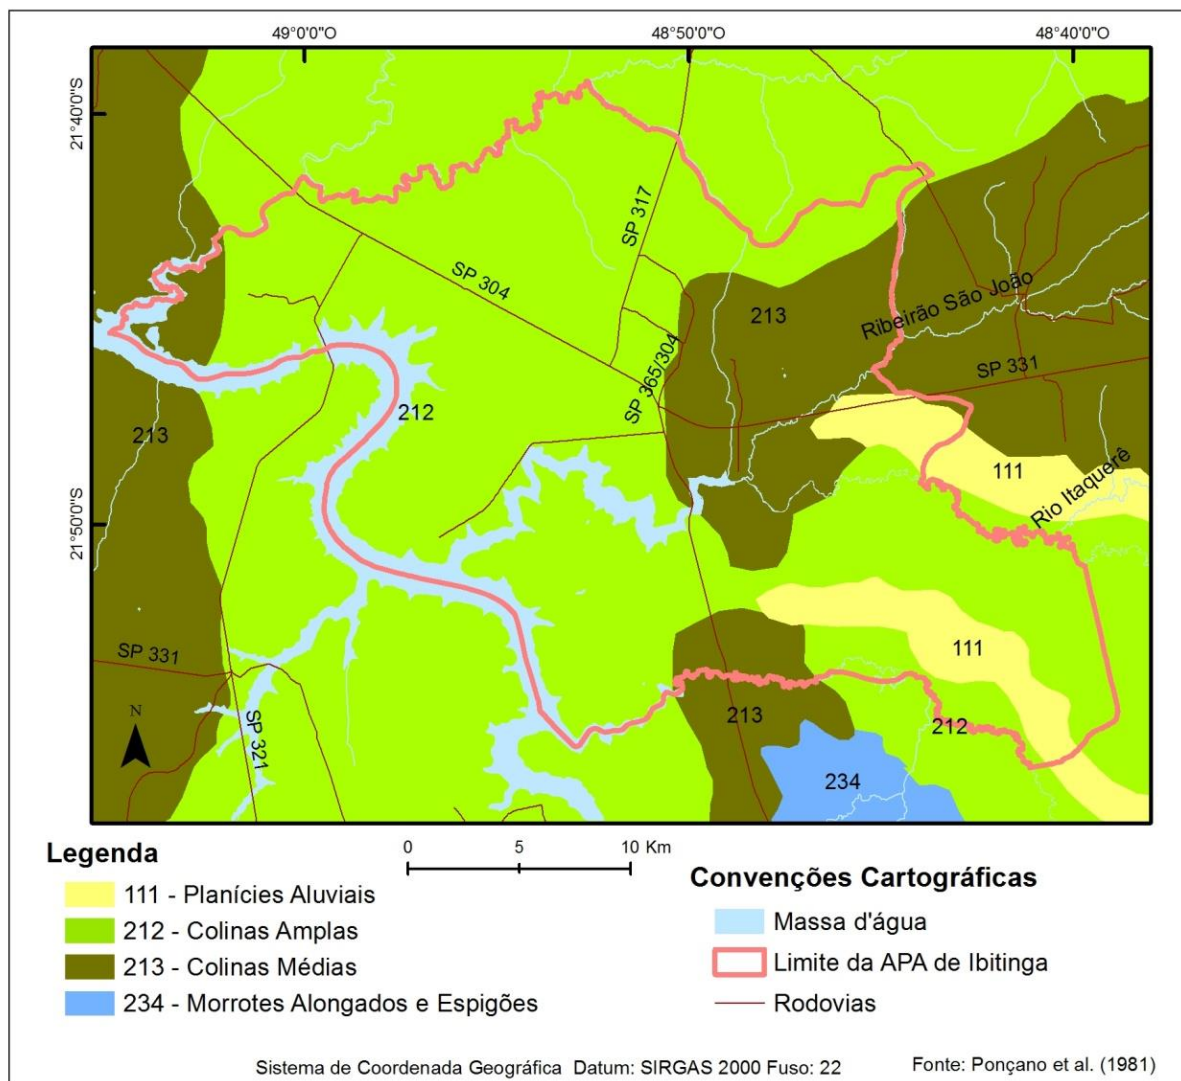 49°0'0"O
48°50'0"O
48°40'0"O
21°40'0"S
21°50'0"S
SP 317
SP 304
213
Ribeirão São João
SP 365/304
SP 331
212
213
111
Rio Itaquerê
111
SP 331
213
212
SP 321
234
N
Legenda
0 5 10 Km
111 - Planícies Aluviais
212 - Colinas Amplas
213 - Colinas Médias
234 - Morrotes Alongados e Espigões
Convenções Cartográficas
Massa d'água
Limite da APA de Ibitinga
Rodovias
Sistema de Coordenada Geográfica Datum: SIRGAS 2000 Fuso: 22
Fonte: Ponçano et al. (1981)